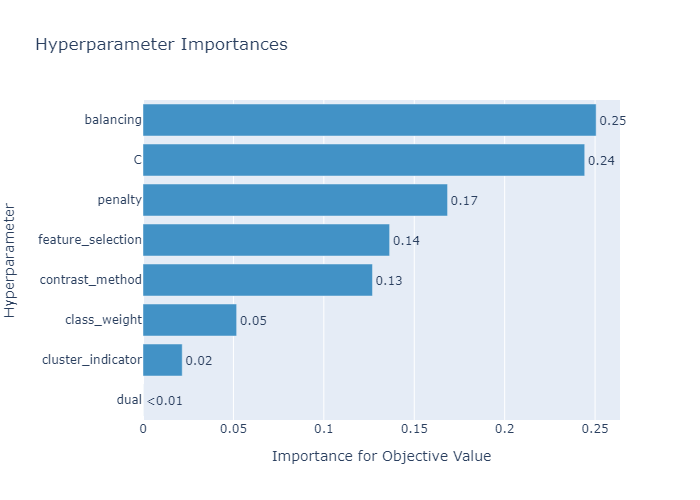 Hyperparameter Importances
Hyperparameter
balancing 0.25
C 0.24
penalty 0.17
feature_selection 0.14
contrast_method 0.13
class_weight 0.05
cluster_indicator 0.02
dual <0.01
0 0.05 0.1 0.15 0.2 0.25
Importance for Objective Value